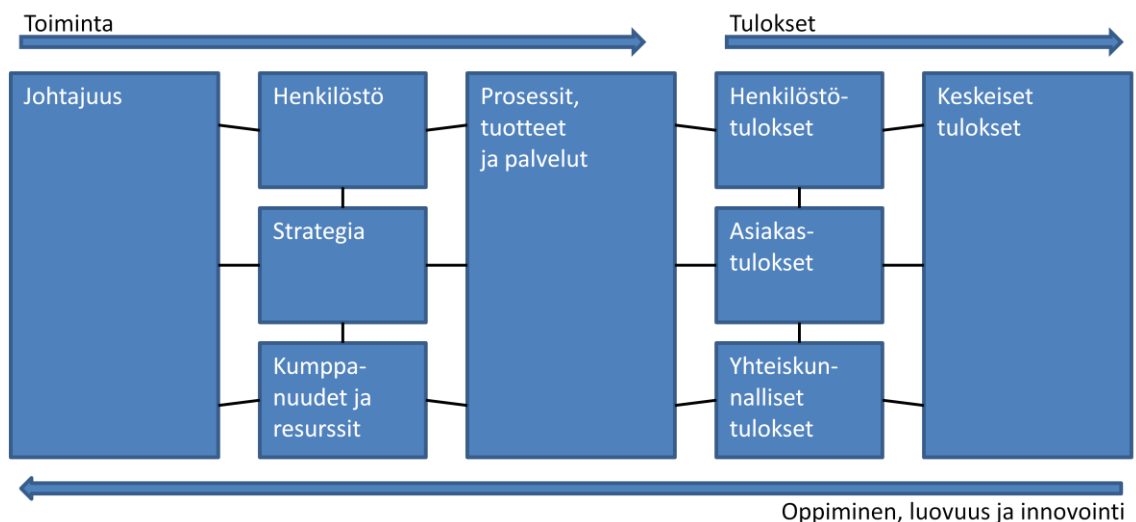 Toiminta
Tulokset
Johtajuus
Henkilöstö
Prosessit,
tuotteet
ja palvelut
Henkilöstö-
tulokset
Keskeiset
tulokset
Strategia
Asiakas-
tulokset
Kumppa-
nuudet ja
resurssit
Yhteiskun-
nalliset
tulokset
Oppiminen, luovuus ja innovointi